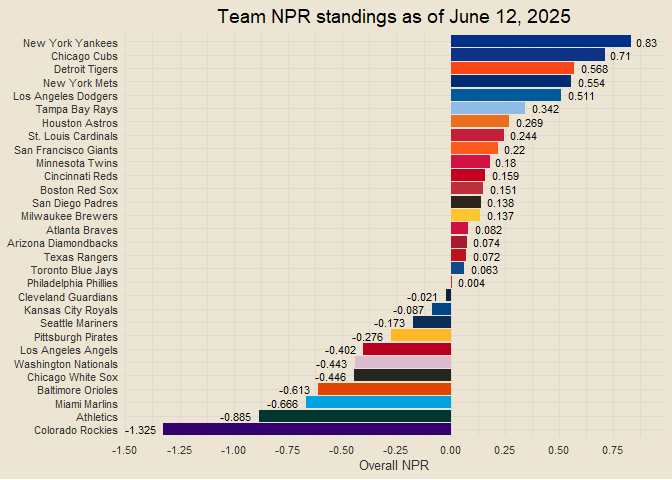 Team NPR standings as of June 12, 2025
New York Yankees 0.83
Chicago Cubs 0.71
Detroit Tigers 0.568
New York Mets 0.554
Los Angeles Dodgers 0.511
Tampa Bay Rays 0.342
Houston Astros 0.269
St. Louis Cardinals 0.244
San Francisco Giants 0.22
Minnesota Twins 0.18
Cincinnati Reds 0.159
Boston Red Sox 0.151
San Diego Padres 0.138
Milwaukee Brewers 0.137
Atlanta Braves 0.082
Arizona Diamondbacks 0.074
Texas Rangers 0.072
Toronto Blue Jays 0.063
Philadelphia Phillies 0.004
Cleveland Guardians -0.021
Kansas City Royals -0.087
Seattle Mariners -0.173
Pittsburgh Pirates -0.276
Los Angeles Angels -0.402
Washington Nationals -0.443
Chicago White Sox -0.446
Baltimore Orioles -0.613
Miami Marlins -0.666
Athletics -0.885
Colorado Rockies -1.325
-1.50 -1.25 -1.00 -0.75 -0.50 -0.25 0.00 0.25 0.50 0.75
Overall NPR